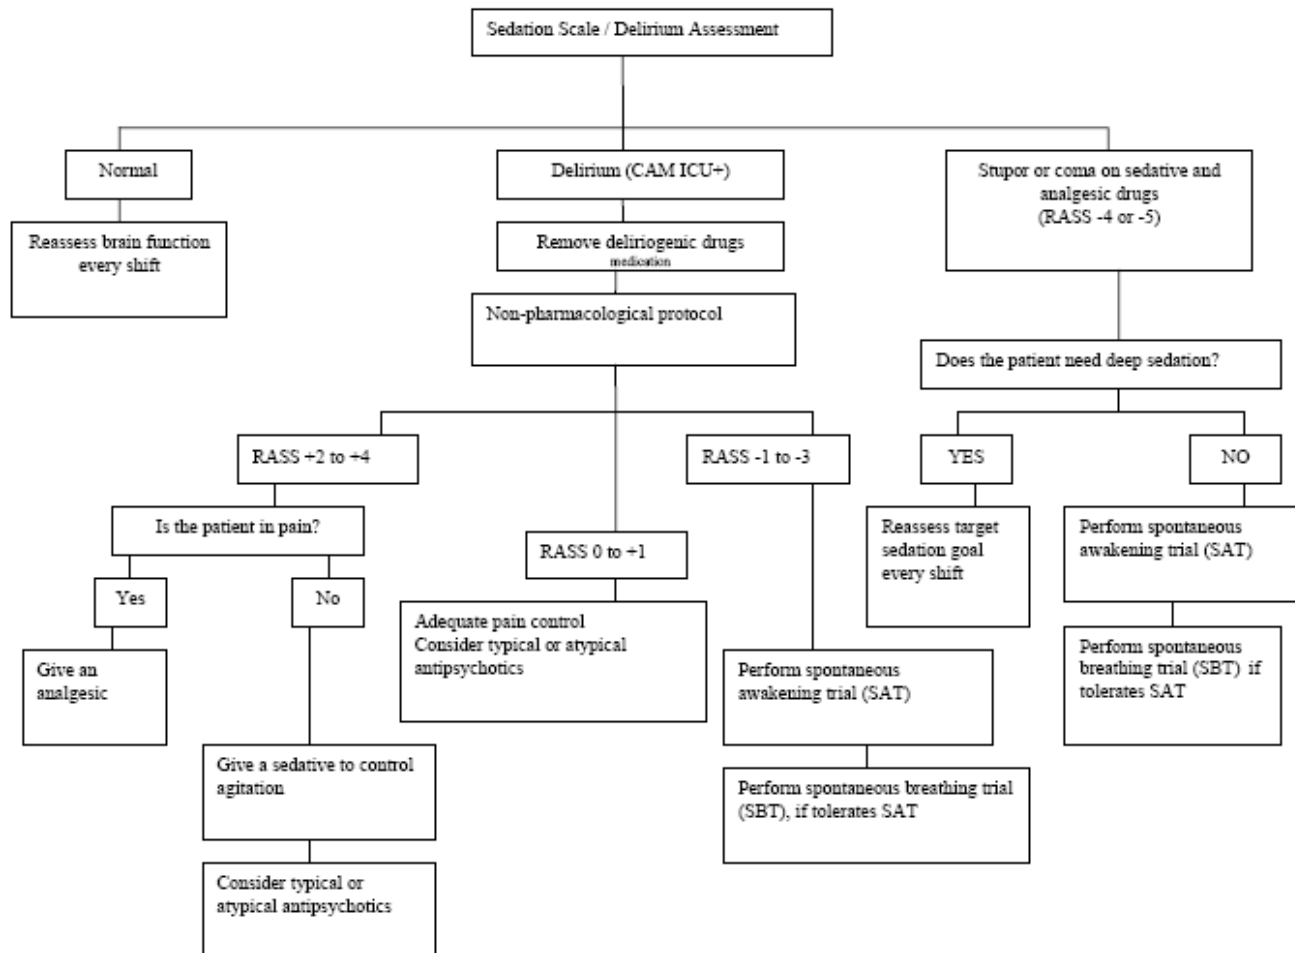 Sedation Scale / Delirium Assessment
Normal
Delirium (CAM ICU+)
Stupor or coma on sedative and
analgesic drugs
(RASS -4 or -5)
Reassess brain function
every shift
Remove deliriogenic drugs
medication
Non-pharmacological protocol
Does the patient need deep sedation?
RASS +2 to +4
RASS -1 to -3
YES
NO
Is the patient in pain?
RASS 0 to +1
Reassess target
sedation goal
every shift
Perform spontaneous
awakening trial (SAT)
Yes
No
Adequate pain control
Consider typical or atypical
antipsychotics
Perform spontaneous
breathing trial (SBT) if
tolerates SAT
Give an
analgesic
Perform spontaneous
awakening trial (SAT)
Give a sedative to control
agitation
Perform spontaneous breathing trial
(SBT), if tolerates SAT
Consider typical or
atypical antipsychotics